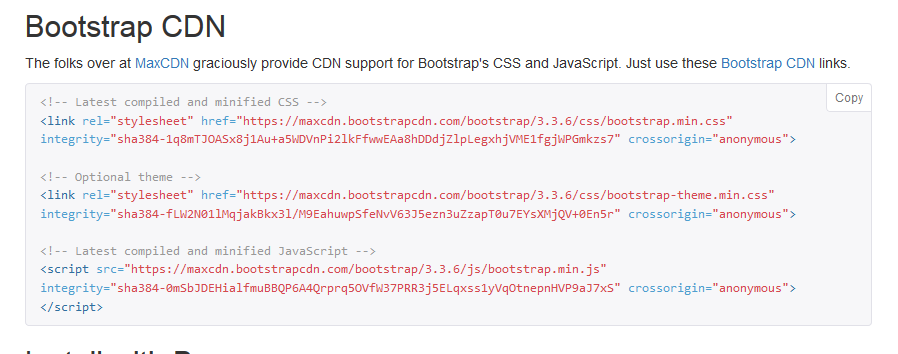 Bootstrap CDN
The folks over at MaxCDN graciously provide CDN support for Bootstrap's CSS and JavaScript. Just use these Bootstrap CDN links.
Copy
<!-- Latest compiled and minified CSS -->
<link rel="stylesheet" href="https://maxcdn.bootstrapcdn.com/bootstrap/3.3.6/css/bootstrap.min.css"
integrity="sha384-1q8mTJOASx8j1Au+a5WDVnPi2lkFfwwEAa8hDDdjZlpLegxhjVME1fgjWPGmkzs7" crossorigin="anonymous">
<!-- Optional theme -->
<link rel="stylesheet" href="https://maxcdn.bootstrapcdn.com/bootstrap/3.3.6/css/bootstrap-theme.min.css"
integrity="sha384-fLW2N01lMqjakBkx3l/M9EahuwpSfeNvV63J5ezn3uZzapT0u7EYsXMjQV+0En5r" crossorigin="anonymous">
<!-- Latest compiled and minified JavaScript -->
<script src="https://maxcdn.bootstrapcdn.com/bootstrap/3.3.6/js/bootstrap.min.js"
integrity="sha384-0mSbJDEHialfmuBBQP6A4Qrprq5OVfW37PRR3j5ELqxss1yVqOtnepnHVP9aJ7xS" crossorigin="anonymous">
</script>